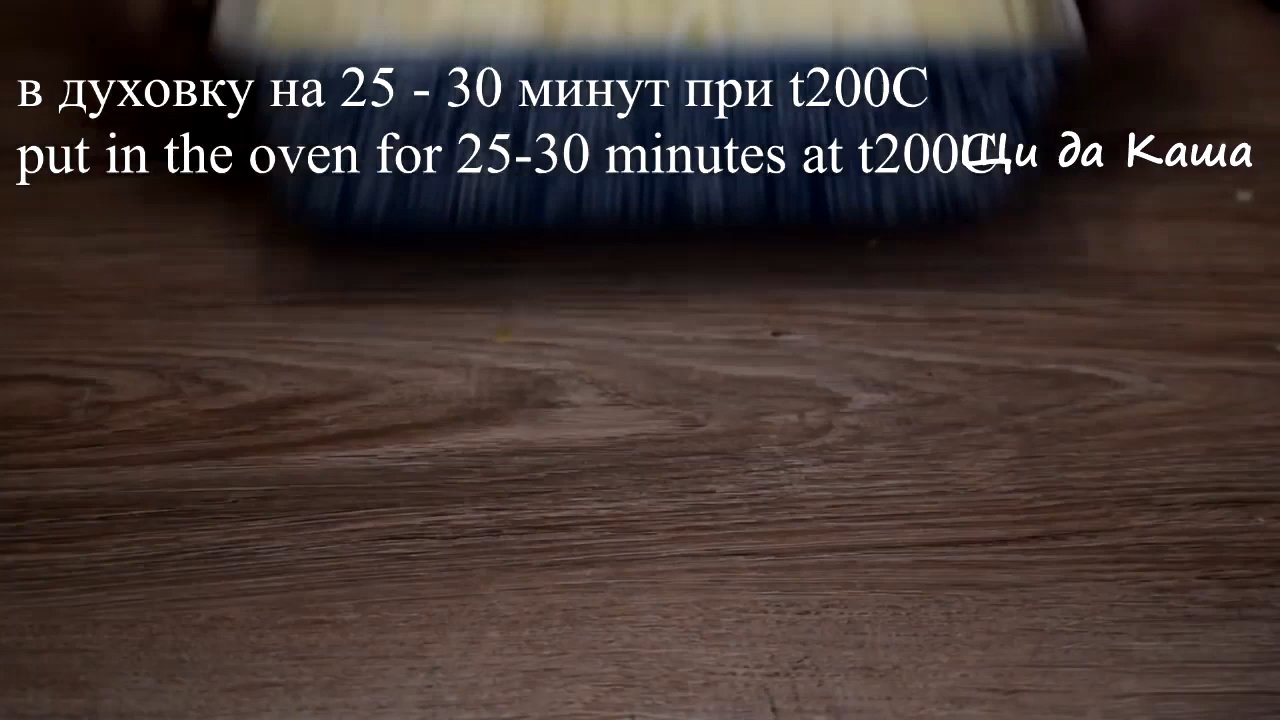 в духовку на 25 - 30 минут при t200C
put in the oven for 25-30 minutes at t200C
Щи да Каша